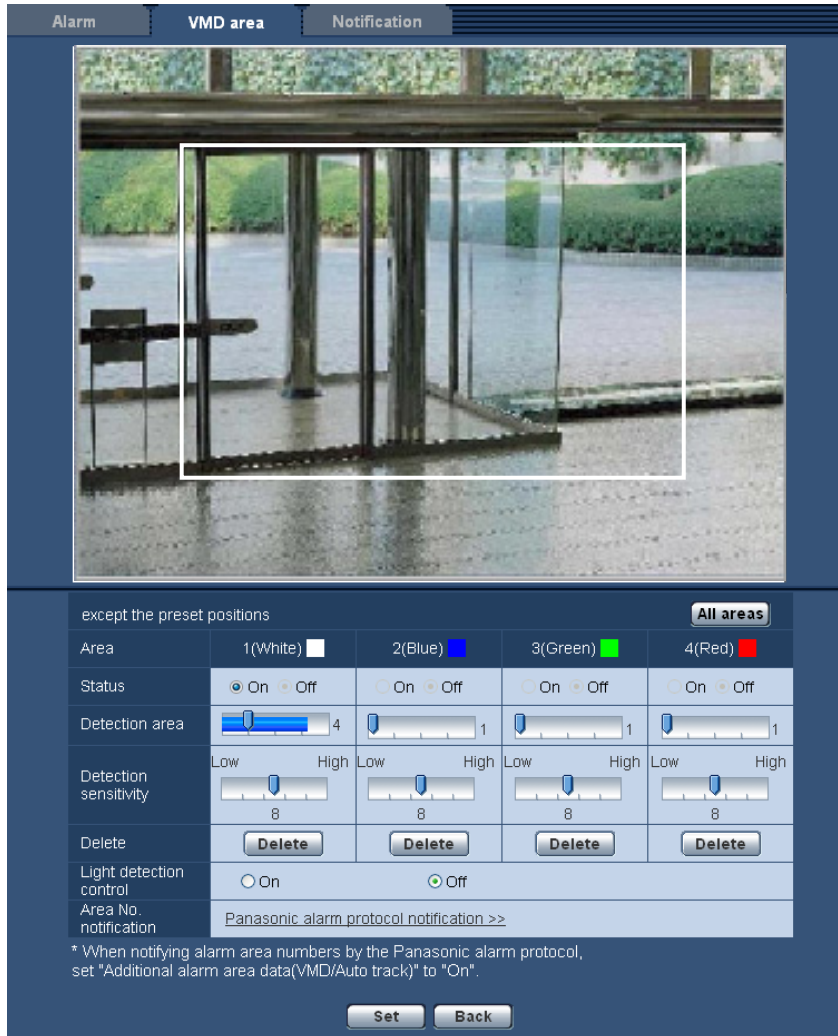 Alarm VMD area Notification
except the preset positions All areas
Area 1(White) 2(Blue) 3(Green) 4(Red)
Status On Off On Off On Off On Off
Detection area 4 1 1 1
Low High Low High Low High Low High
Detection
sensitivity
8 8 8 8
Delete Delete Delete Delete Delete
Light detection
control On Off
Area No.
notification Panasonic alarm protocol notification >>
* When notifying alarm area numbers by the Panasonic alarm protocol,
set "Additional alarm area data(VMD/Auto track)" to "On".
Set Back